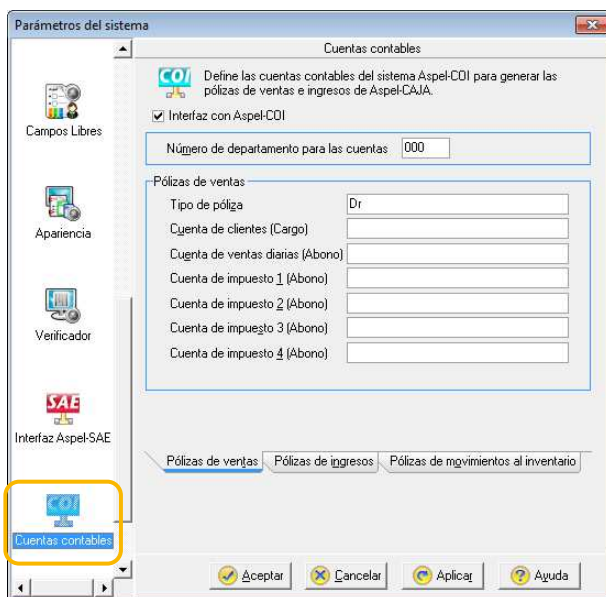 Parámetros del sistema
Campos Libres
Apariencia
Verificador
SAE
Interfaz Aspel-SAE
COI
Cuentas contables
Cuentas contables
COI
Define las cuentas contables del sistema Aspel-COI para generar las
pólizas de ventas e ingresos de Aspel-CAJA.
Interfaz con Aspel-COI
Número de departamento para las cuentas 000
Pólizas de ventas
Tipo de póliza Dr
Cuenta de clientes (Cargo)
Cuenta de ventas diarias (Abono)
Cuenta de impuesto 1 (Abono)
Cuenta de impuesto 2 (Abono)
Cuenta de impuesto 3 (Abono)
Cuenta de impuesto 4 (Abono)
Pólizas de ventas Pólizas de ingresos Pólizas de movimientos al inventario
Aceptar Cancelar Aplicar Ayuda